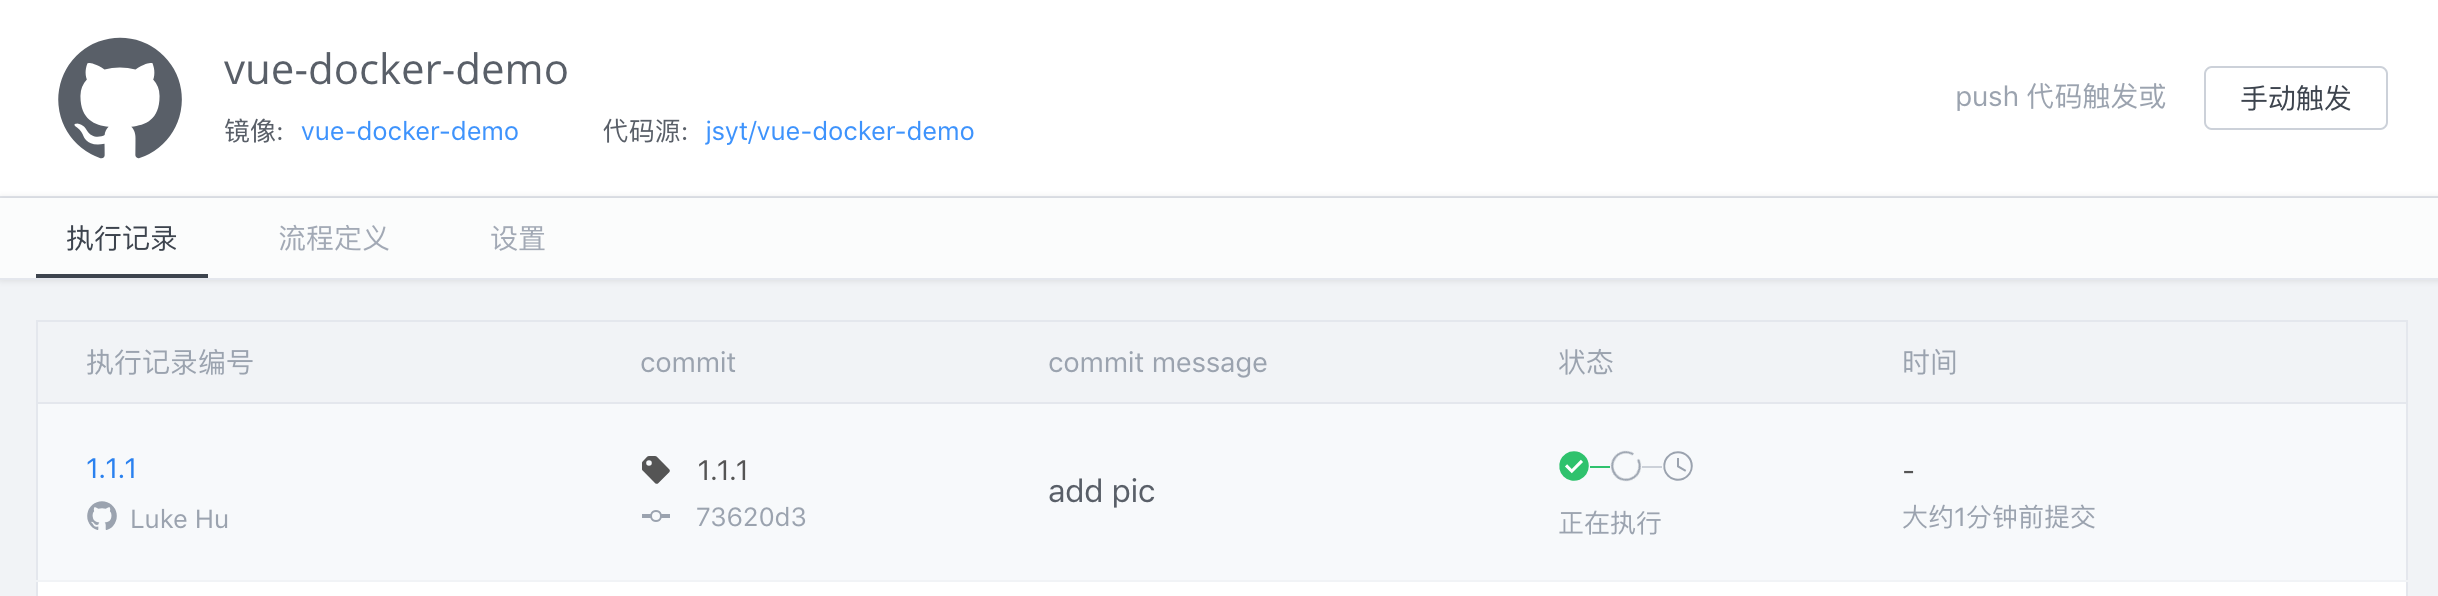 vue-docker-demo
镜像: vue-docker-demo 代码源: jsyt/vue-docker-demo
push 代码触发或 手动触发
执行记录 流程定义 设置
执行记录编号 commit commit message 状态 时间
1.1.1 1.1.1 add pic -
Luke Hu 73620d3 正在执行 大约1分钟前提交